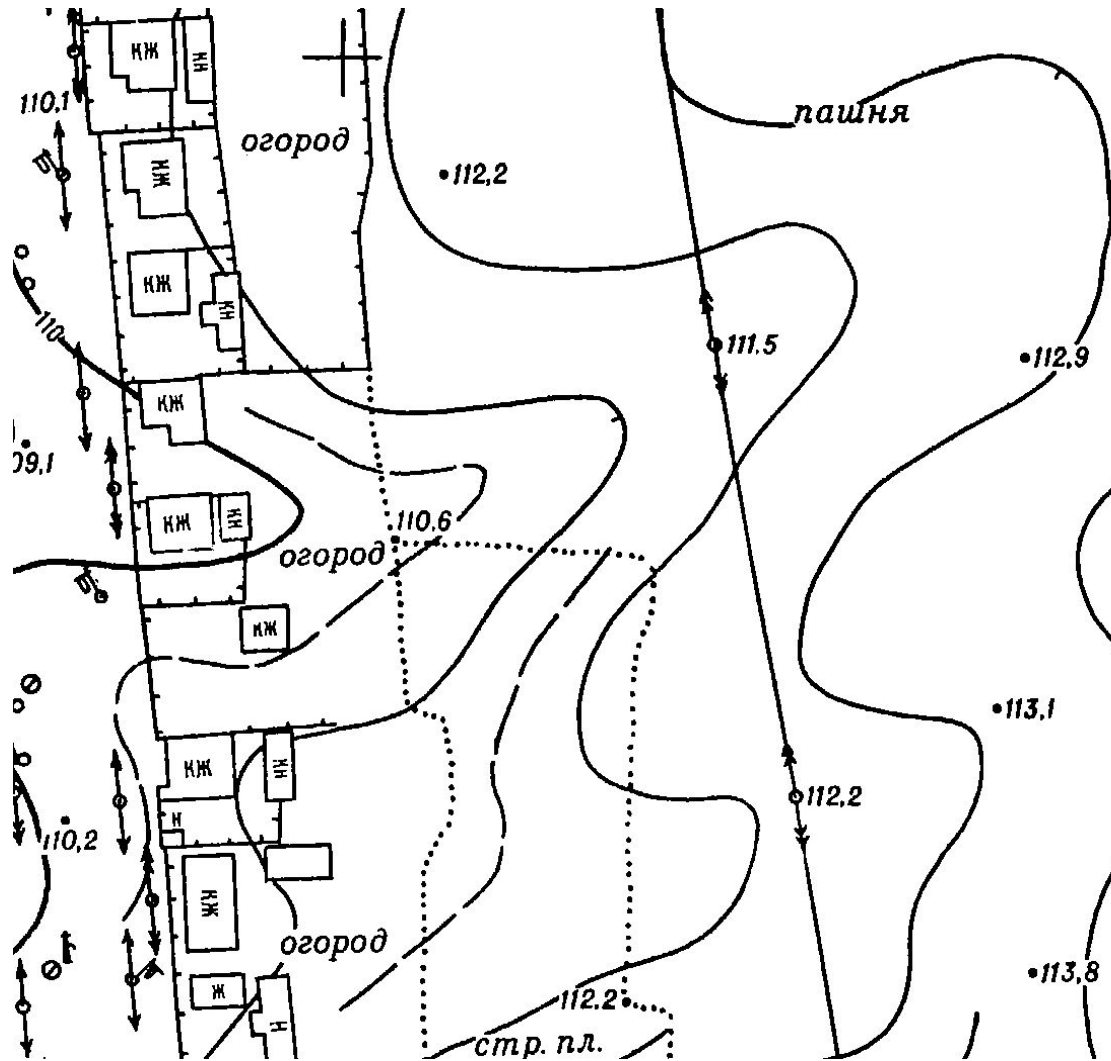 КЖ
КН
110,1
пашня
огород
112,2
КЖ
КЖ
КН
110
111.5
112,9
КЖ
09,1
КЖ
КН
110,6
огород
КЖ
113,1
КЖ
КН
112,2
Н
110,2
КЖ
огород
113,8
Ж
112,2
Н
стр. пл.